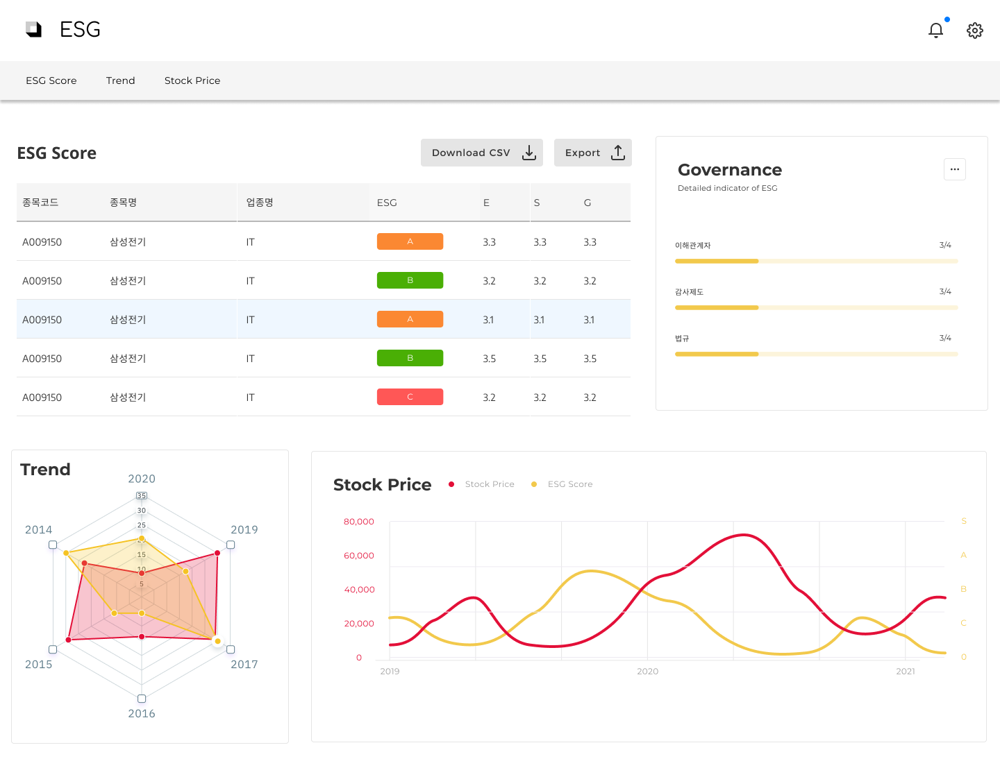 ESG
ESG Score Trend Stock Price
ESG Score
Download CSV
Export
종목코드 종목명 업종명 ESG E S G
A009150 삼성전기 IT A 3.3 3.3 3.3
A009150 삼성전기 IT B 3.2 3.2 3.2
A009150 삼성전기 IT A 3.1 3.1 3.1
A009150 삼성전기 IT B 3.5 3.5 3.5
A009150 삼성전기 IT C 3.2 3.2 3.2
Governance
Detailed indicator of ESG
이해관계자 3/4
감사제도 3/4
법규 3/4
Trend
2020
35
30
25
20
15
10
5
2014 2019
2015 2017
2016
Stock Price
Stock Price
ESG Score
80,000 S
60,000 A
40,000 B
20,000 C
0 0
2019 2020 2021